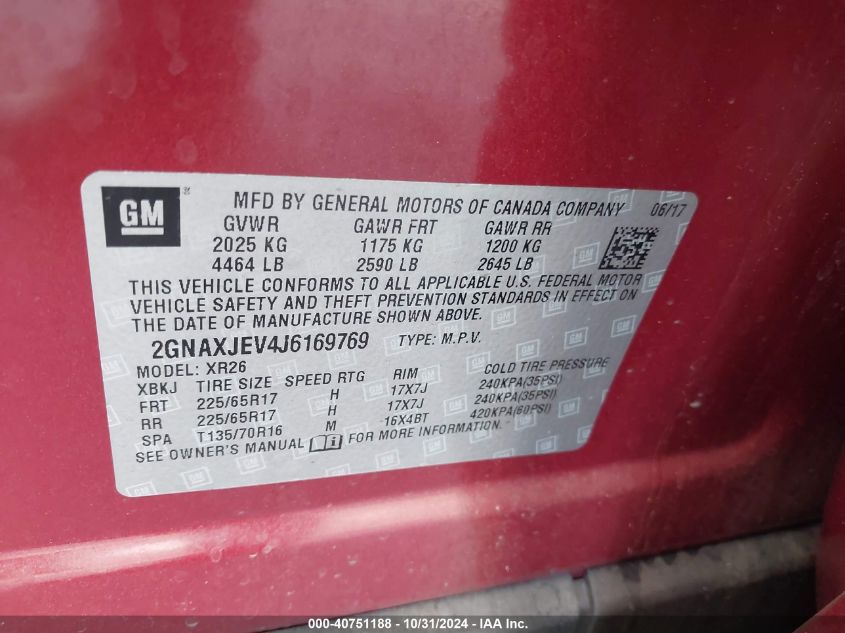 GM ® MFD BY GENERAL MOTORS OF CANADA COMPANY 06/17
GVWR GAWR FRT GAWR RR
2025 KG 1175 KG 1200 KG
4464 LB 2590 LB 2645 LB
THIS VEHICLE CONFORMS TO ALL APPLICABLE U.S. FEDERAL MOTOR
VEHICLE SAFETY AND THEFT PREVENTION STANDARDS IN EFFECT ON
THE DATE OF MANUFACTURE SHOWN ABOVE.
2GNAXJEV4J6169769 TYPE: M.P.V.
MODEL: XR26
XBKJ TIRE SIZE SPEED RTG RIM COLD TIRE PRESSURE
FRT 225/65R17 H 17X7J 240KPA(35PSI)
RR 225/65R17 H 17X7J 240KPA(35PSI)
SPA T135/70R16 M 16X4BT 420KPA(60PSI)
SEE OWNER'S MANUAL FOR MORE INFORMATION.
000-40751188 - 10/31/2024 - IAA Inc.